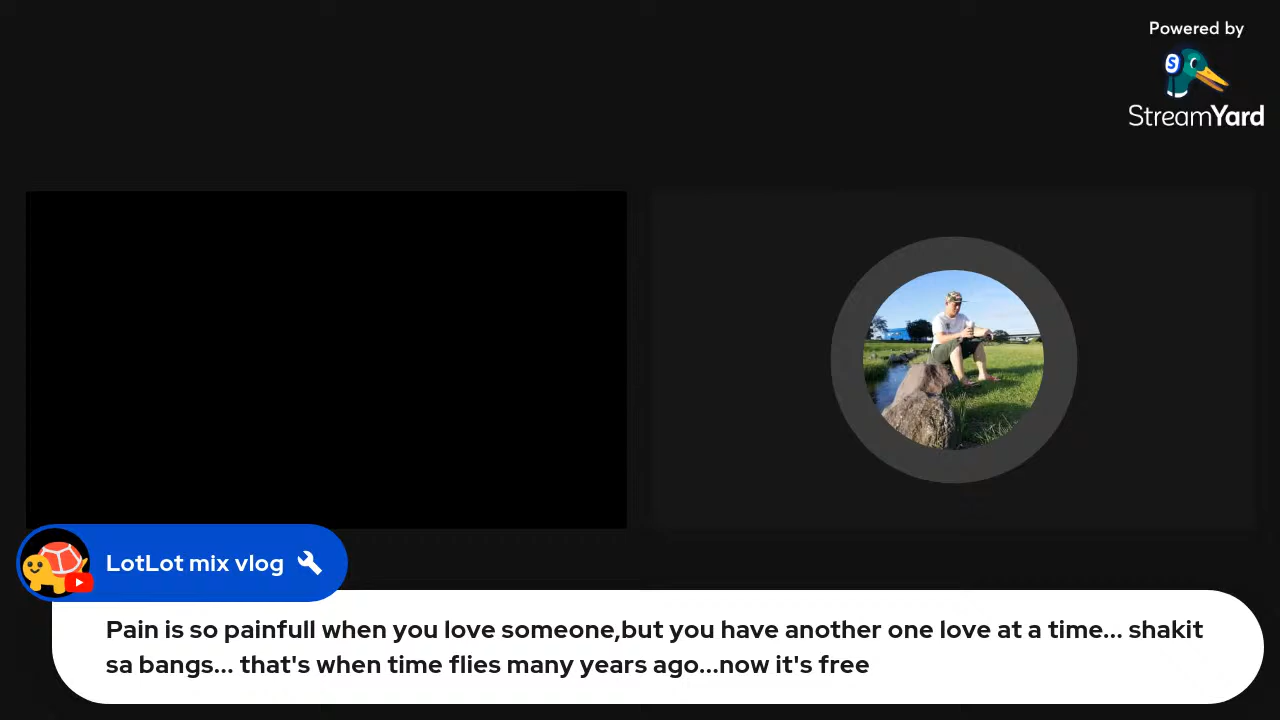 Powered by
S
StreamYard
LotLot mix vlog
Pain is so painfull when you love someone,but you have another one love at a time... shakit
sa bangs... that's when time flies many years ago...now it's free